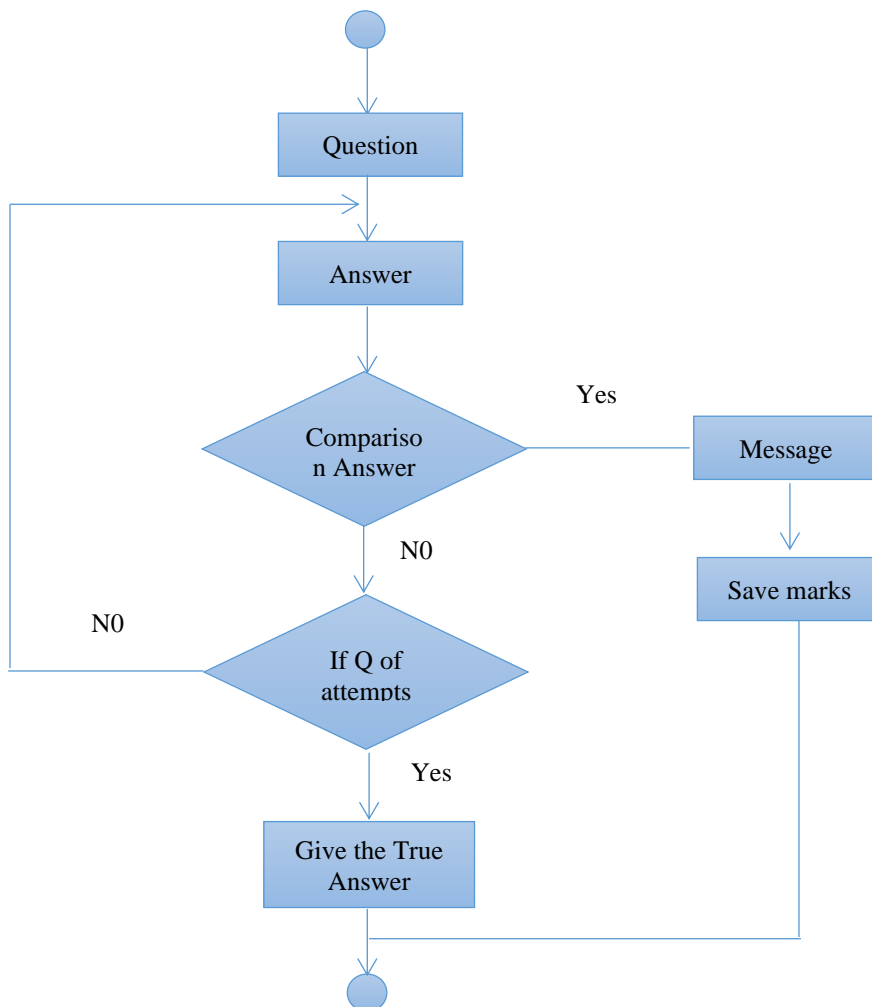 Question
Answer
Yes
Compariso
n Answer
Message
N0
Save marks
N0
If Q of
attempts
Yes
Give the True
Answer